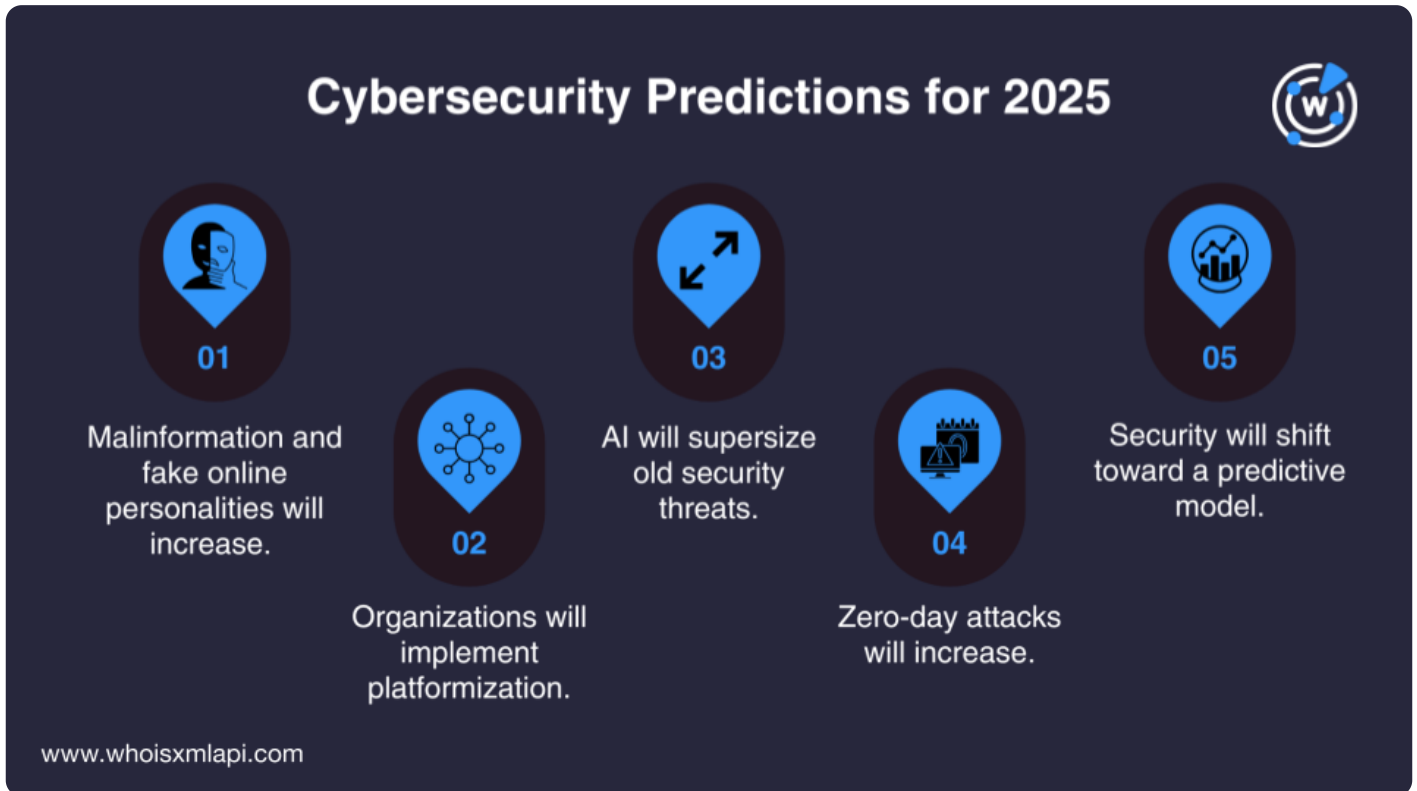 Cybersecurity Predictions for 2025
W
01
Malinformation and
fake online
personalities will
increase.
02
Organizations will
implement
platformization.
03
AI will supersize
old security
threats.
04
Zero-day attacks
will increase.
05
Security will shift
toward a predictive
model.
www.whoisxmlapi.com